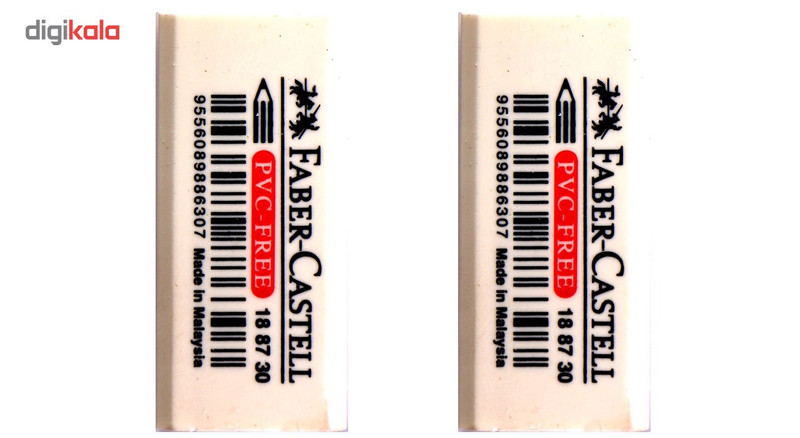 digikala
FABER-CASTELL
PVC-FREE 18 87 30
9556089886307 Made in Malaysia
FABER-CASTELL
PVC-FREE 18 87 30
9556089886307 Made in Malaysia